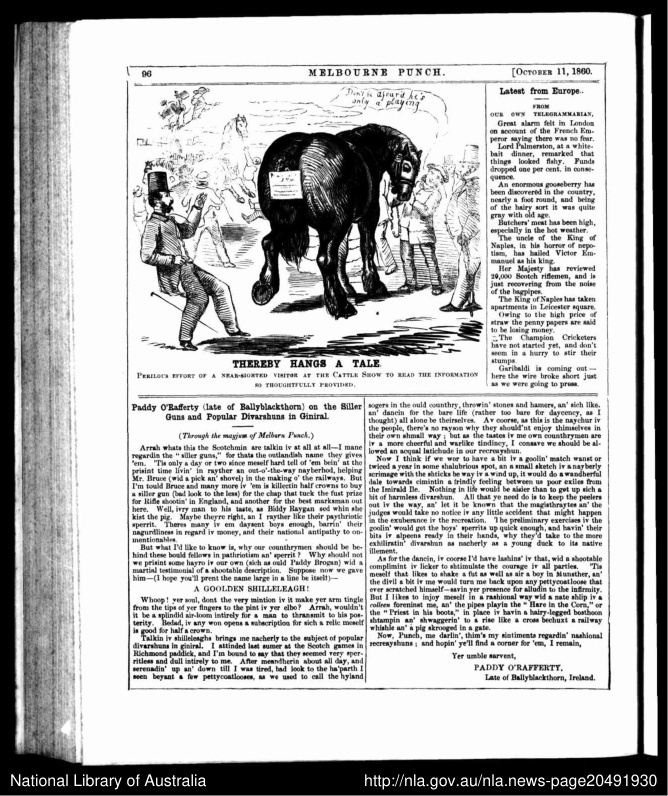 96
MELBOURNE PUNCH.
[OCTOBER 11, 1860.
Don't be afeard he's
only a playing
THEREBY HANGS A TALE.
PERILOUS EFFORT OF A NEAR-SIGHTED VISITOR AT THE CATTLE SHOW TO READ THE INFORMATION
SO THOUGHTFULLY PROVIDED.
Latest from Europe.
FROM
OUR OWN TELEGRAMMARIAN,
Great alarm felt in London
on account of the French Em-
peror saying there was no fear.
Lord Palmerston, at a white-
bait dinner, remarked that
things looked fishy. Funds
dropped one per cent. in conse-
quence.
An enormous gooseberry has
been discovered in the country,
nearly a foot round, and being
of the hairy sort it was quite
gray with old age.
Butchers' meat has been high,
especially in the hot weather.
The uncle of the King of
Naples, in his horror of nepo-
tism, has hailed Victor Em-
manuel as his king.
Her Majesty has reviewed
20,000 Scotch riflemen, and is
just recovering from the noise
of the bagpipes.
The King of Naples has taken
apartments in Leicester square.
Owing to the high price of
straw the penny papers are said
to be losing money.
The Champion Cricketers
have not started yet, and don't
seem in a hurry to stir their
stumps.
Garibaldi is coming out—
here the wire broke short just
as we were going to press.
Paddy O'Rafferty (late of Ballyblackthorn) on the Siller
Guns and Popular Divarshuns in Giniral.
(Through the mayjum of Melburn Punch.)
Arrah whats this the Scotchmin are talkin iv at all at all—I mane
regardin the "siller guns," for thats the outlandish name they gives
'em. 'Tis only a day or two since meself hard tell of 'em bein' at the
prisint time livin' in rayther an out-o'-the-way nayberhod, helping
Mr. Bruce (wid a pick an' shovel) in the making o' the railways. But
I'm tould Bruce and many more iv 'em is killectin half crowns to buy
a siller gun (bad look to the less) for the chap that tuck the fust prize
for Rifle shootin' in England, and another for the best marksman out
here. Well, ivry man to his taste, as Biddy Raygan sed whin she
kist the pig. Maybe theyre right, an I rayther like their paythriotic
sperrit. Theres many iv em daysent boys enough, barrin' their
nagurdliness in regard iv money, and their national antipathy to on-
mentionables.
But what I'd like to know is, why our counthrymen should be be-
hind these bould fellows in pathriotism an' sperrit? Why should not
we prisint some hayro iv our own (sich as ould Paddy Brogan) wid a
martial testimonial of a shootable description. Suppose now we gave
him—(I hope you'll prent the name large in a line be itself)—
A GOOLDEN SHILLELEAGH!
Whoop! yer soul, dont the very mintion iv it make yer arm tingle
from the tips of yer fingers to the pint iv yer elbo? Arrah, wouldn't
it be a splindid air-loom intirely for a man to thransmit to his pos-
terity. Bedad, iv any won opens a subscription for sich a relic meself
is good for half a crown.
Talkin iv shilleleaghs brings me nacherly to the subject of popular
divarshuns in giniral. I attinded last sumer at the Scotch games in
Richmond paddick, and I'm bound to say that they seemed very sper-
ritless and dull intirely to me. After meandherin about all day, and
serenadin' up an' down till I was tired, bad look to the ha'parth I
seen beyant a few pettycoatlooses, as we used to call the hyland
sogers in the ould counthry, throwin' stones and hamers, an' sich like,
an' dancin for the bare life (rather too bare for daycency, as I
thought) all alone be theirselves. Av coorse, as this is the naychur iv
the people, there's no rayson why they should'nt enjoy thimselves in
their own shmall way; but as the tastes iv me own counthrymen are
iv a more cheerful and warlike tindincy, I consave we should be al-
lowed an acqual latichude in our recrayshun.
Now I think if we wor to have a bit iv a goolin' match wanst or
twiced a year in some shalubrious spot, an a small sketch iv a nayberly
scrimage with the shticks be way iv a wind up, it would do a wandherful
dale towards cimintin a frindly feeling between us poor exiles from
the Imirald Ile. Nothing in life would be aisier than to get up sich a
bit of harmless divarshun. All that ye need do is to keep the peelers
out iv the way, an' let it be known that the magisthraytes an' the
judges would take no notice iv any little accident that might happen
in the exuberance iv the recreation. The preliminary exercises iv the
goolin' would get the boys' sperrits up quick enough, and havin' their
bits iv alpeens ready in their hands, why they'd take to the more
exhiliratin' divarshun as nacherly as a young duck to its native
illement.
As for the dancin, iv coorse I'd have lashins' iv that, wid a shootable
complimint iv licker to shtimulate the courage iv all parties. 'Tis
meself that likes to shake a fut as well as air a boy in Munsther, an'
the divil a bit iv me would turn me back upon any pettycoatloose that
ever scratched himself—savin yer presence for alludin to the infirmity.
But I likes to injoy meself in a rashional way wid a nate ship iv a
colleen foreninst me, an' the pipes playin the "Hare in the Corn," or
the "Priest in his boots," in place iv havin a hairy-legged bosthoon
shtampin an' shwaggerin' to a rise like a cross bechuxt a railway
whishle an' a pig skrooged in a gate.
Now, Punch, me darlin', thim's my sintiments regardin' nashional
recreayshuns; and hopin' ye'll find a corner for 'em, I remain,
Yer umble sarvent,
PADDY O'RAFFERTY,
Late of Ballyblackthorn, Ireland.
National Library of Australia
http://nla.gov.au/nla.news-page20491930